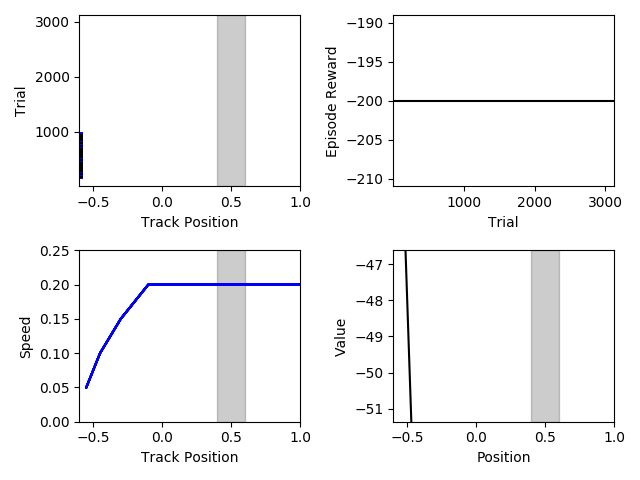 3000
2000
1000
Trial
−0.5 0.0 0.5 1.0
Track Position
−190
−195
−200
−205
−210
Episode Reward
1000 2000 3000
Trial
0.25
0.20
0.15
0.10
0.05
0.00
Speed
−0.5 0.0 0.5 1.0
Track Position
−47
−48
−49
−50
−51
Value
−0.5 0.0 0.5 1.0
Position